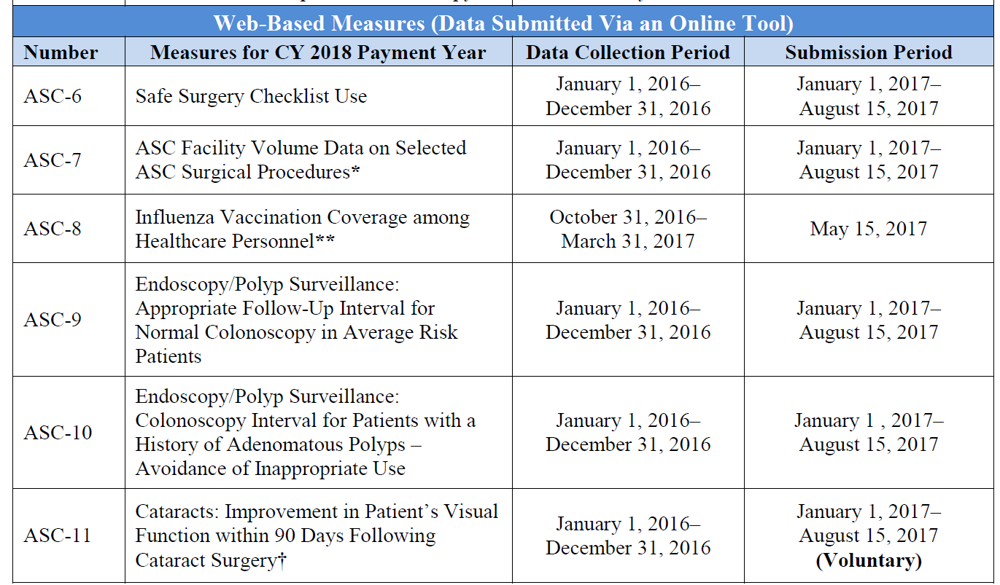 Web-Based Measures (Data Submitted Via an Online Tool)
Number Measures for CY 2018 Payment Year Data Collection Period Submission Period
ASC-6
Safe Surgery Checklist Use
January 1, 2016–
December 31, 2016
January 1, 2017–
August 15, 2017
ASC-7
ASC Facility Volume Data on Selected
ASC Surgical Procedures*
January 1, 2016–
December 31, 2016
January 1, 2017–
August 15, 2017
ASC-8
Influenza Vaccination Coverage among
Healthcare Personnel**
October 31, 2016–
March 31, 2017
May 15, 2017
ASC-9
Endoscopy/Polyp Surveillance:
Appropriate Follow-Up Interval for
Normal Colonoscopy in Average Risk
Patients
January 1, 2016–
December 31, 2016
January 1, 2017–
August 15, 2017
ASC-10
Endoscopy/Polyp Surveillance:
Colonoscopy Interval for Patients with a
History of Adenomatous Polyps –
Avoidance of Inappropriate Use
January 1, 2016–
December 31, 2016
January 1 , 2017–
August 15, 2017
ASC-11
Cataracts: Improvement in Patient’s Visual
Function within 90 Days Following
Cataract Surgery†
January 1, 2016–
December 31, 2016
January 1, 2017–
August 15, 2017
(Voluntary)